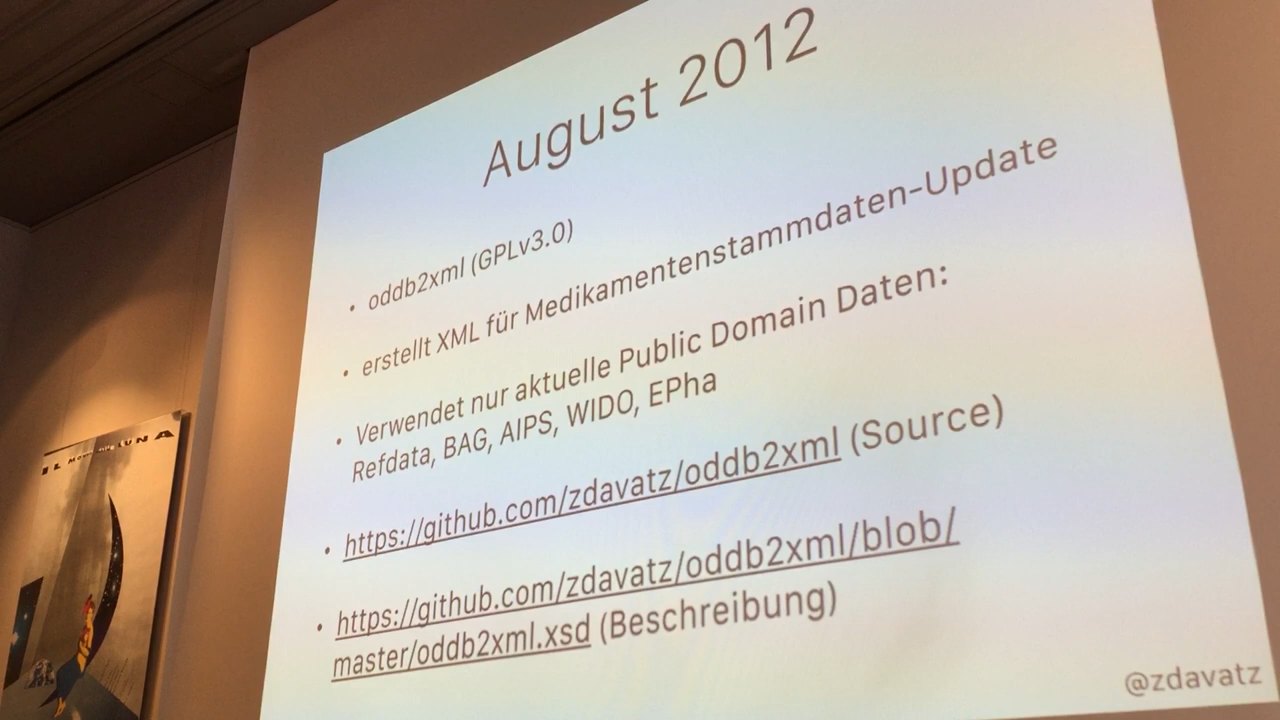 August 2012
• oddb2xml (GPLv3.0)
• erstellt XML für Medikamentenstammdaten-Update
• Verwendet nur aktuelle Public Domain Daten:
Refdata, BAG, AIPS, WIDO, EPha
• https://github.com/zdavatz/oddb2xml (Source)
• https://github.com/zdavatz/oddb2xml/blob/
master/oddb2xml.xsd (Beschreibung)
@zdavatz
IL LUNA